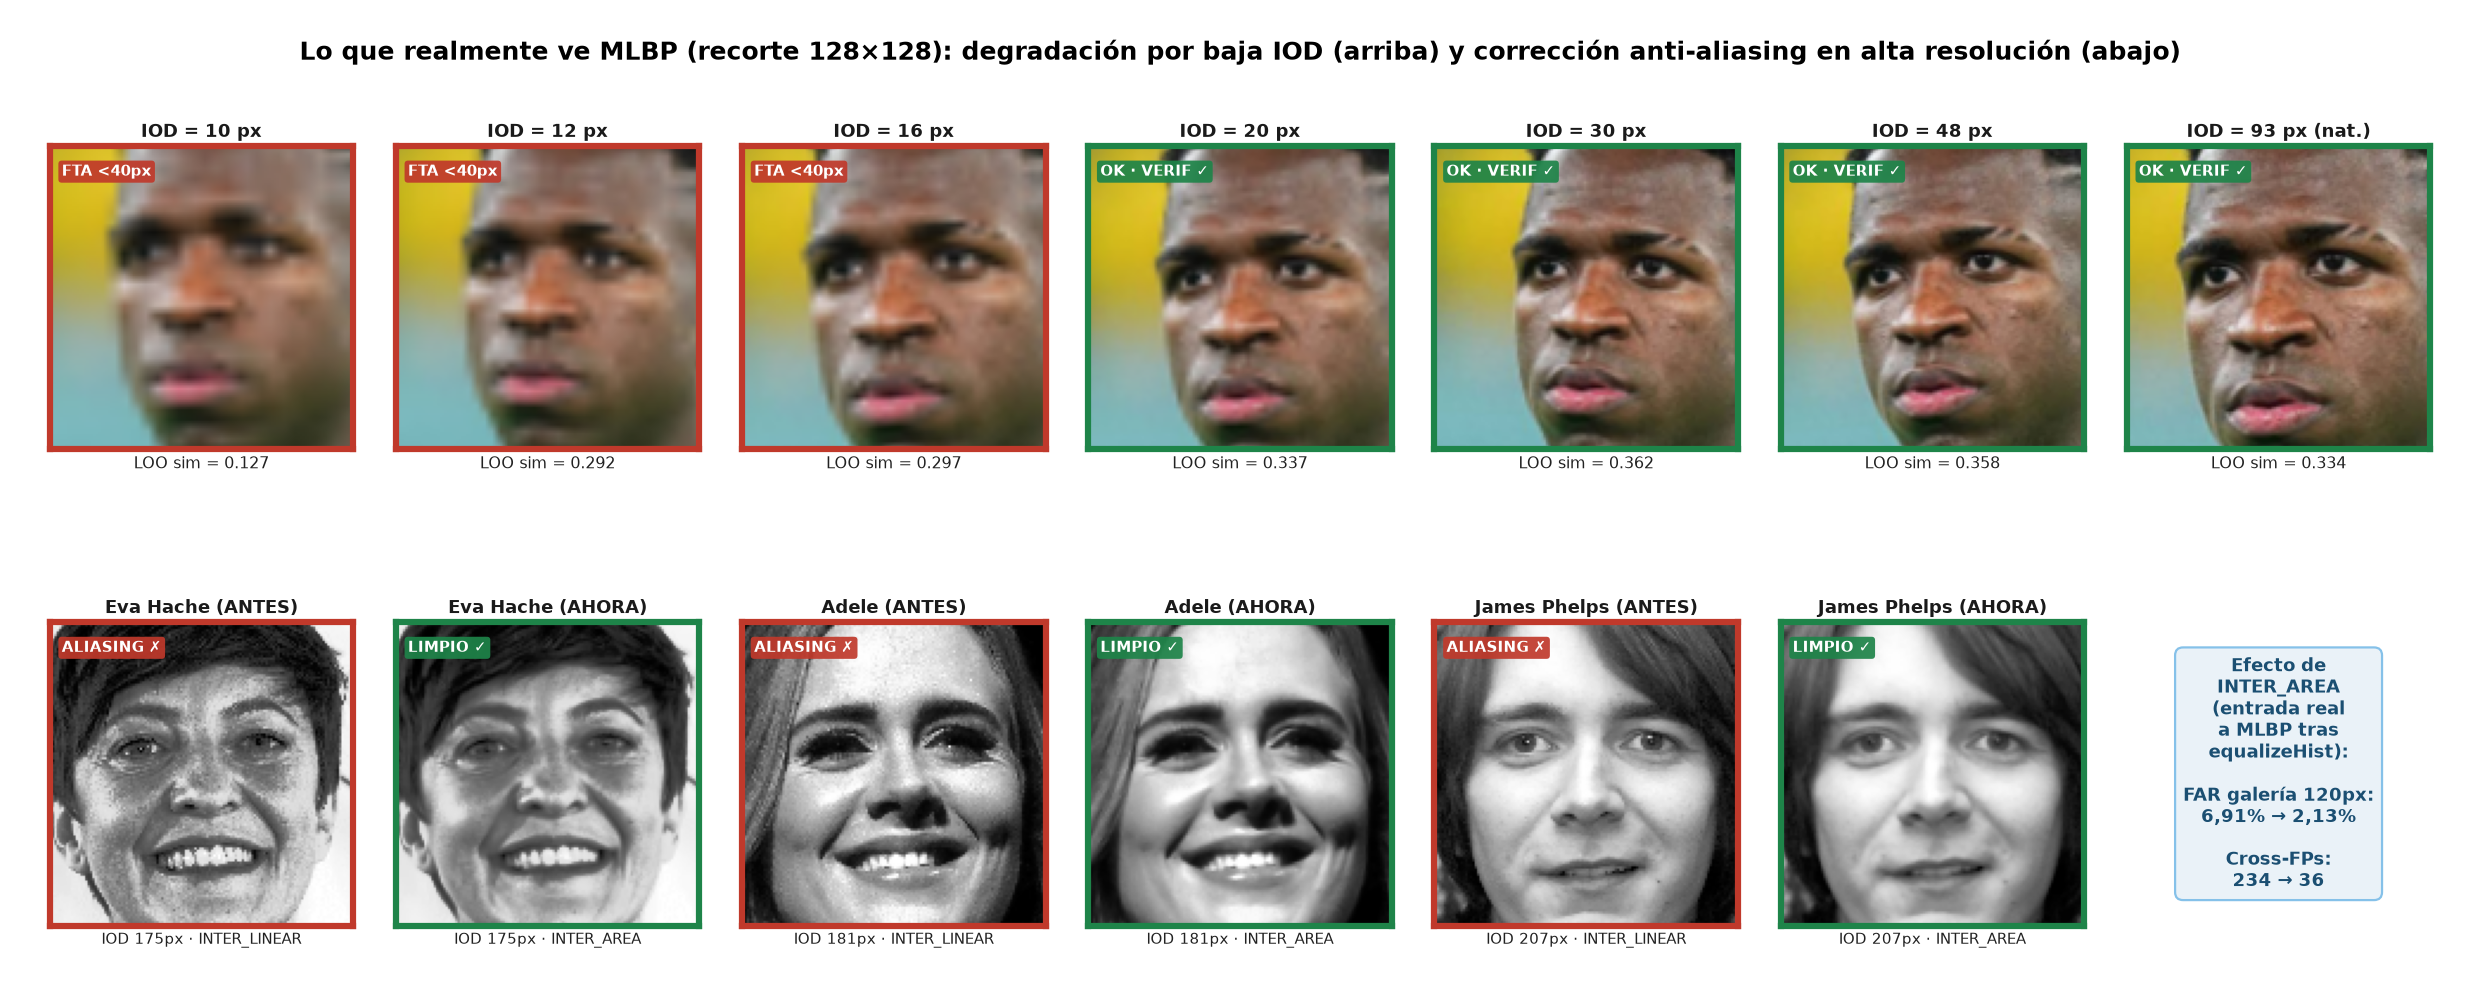 Lo que realmente ve MLBP (recorte 128×128): degradación por baja IOD (arriba) y corrección anti-aliasing en alta resolución (abajo)
IOD = 10 px
IOD = 12 px
IOD = 16 px
IOD = 20 px
IOD = 30 px
IOD = 48 px
IOD = 93 px (nat.)
FTA <40px
FTA <40px
FTA <40px
OK · VERIF ✓
OK · VERIF ✓
OK · VERIF ✓
OK · VERIF ✓
LOO sim = 0.127
LOO sim = 0.292
LOO sim = 0.297
LOO sim = 0.337
LOO sim = 0.362
LOO sim = 0.358
LOO sim = 0.334
Eva Hache (ANTES)
Eva Hache (AHORA)
Adele (ANTES)
Adele (AHORA)
James Phelps (ANTES)
James Phelps (AHORA)
ALIASING ✗
LIMPIO ✓
ALIASING ✗
LIMPIO ✓
ALIASING ✗
LIMPIO ✓
IOD 175px · INTER_LINEAR
IOD 175px · INTER_AREA
IOD 181px · INTER_LINEAR
IOD 181px · INTER_AREA
IOD 207px · INTER_LINEAR
IOD 207px · INTER_AREA
Efecto de
INTER_AREA
(entrada real
a MLBP tras
equalizeHist):
FAR galería 120px:
6,91% → 2,13%
Cross-FPs:
234 → 36